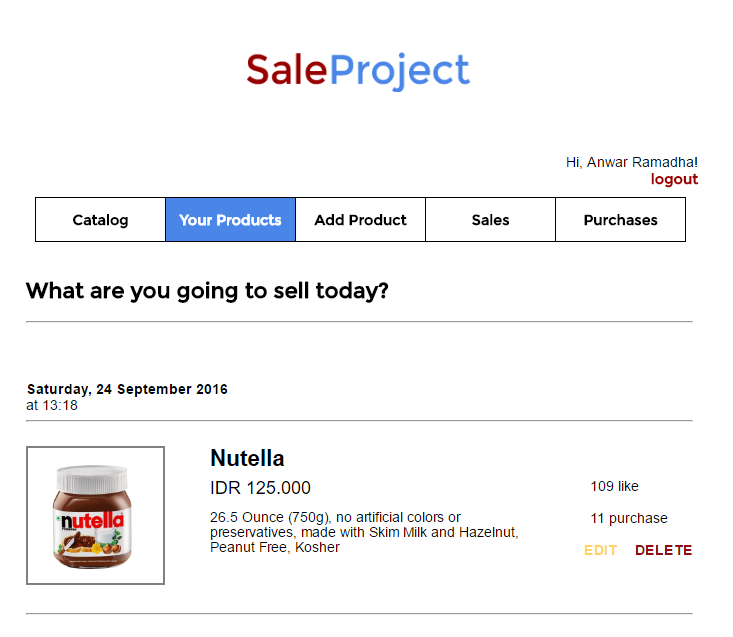 SaleProject
Hi, Anwar Ramadha!
logout
Catalog
Your Products
Add Product
Sales
Purchases
What are you going to sell today?
Saturday, 24 September 2016
at 13:18
nutella
Nutella
IDR 125.000
26.5 Ounce (750g), no artificial colors or
preservatives, made with Skim Milk and Hazelnut,
Peanut Free, Kosher
109 like
11 purchase
EDIT
DELETE